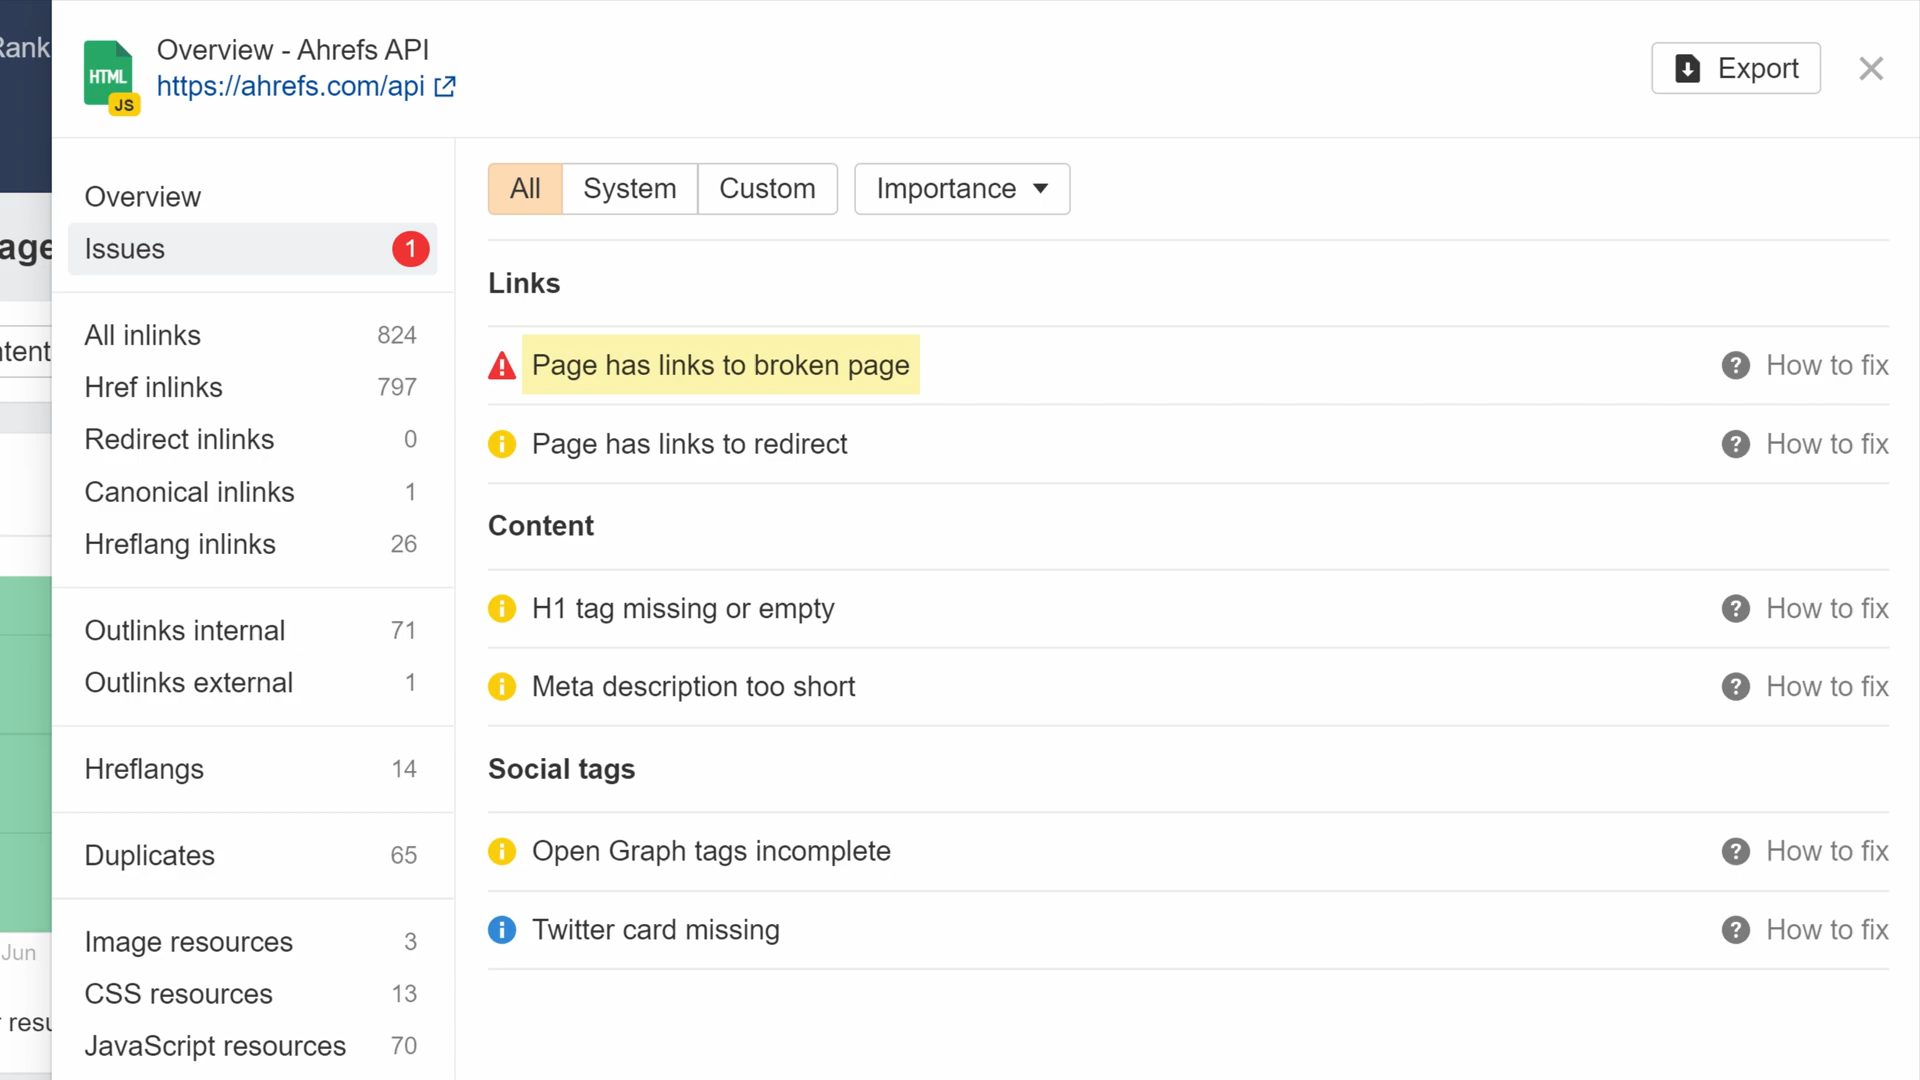 Rank
Overview - Ahrefs API
HTML
JS
https://ahrefs.com/api
Export
Overview
Issues 1
All inlinks 824
Href inlinks 797
Redirect inlinks 0
Canonical inlinks 1
Hreflang inlinks 26
Outlinks internal 71
Outlinks external 1
Hreflangs 14
Duplicates 65
Image resources 3
CSS resources 13
JavaScript resources 70
All System Custom Importance
Links
Page has links to broken page How to fix
Page has links to redirect How to fix
Content
H1 tag missing or empty How to fix
Meta description too short How to fix
Social tags
Open Graph tags incomplete How to fix
Twitter card missing How to fix
Jun